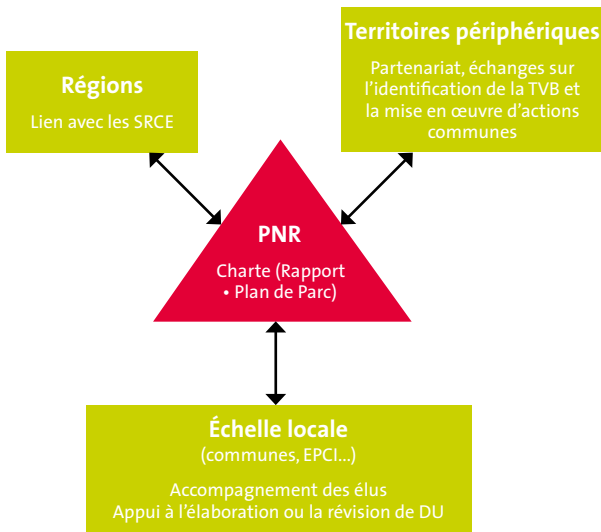 Régions
Lien avec les SRCE
Territoires périphériques
Partenariat, échanges sur
l'identification de la TVB et
la mise en œuvre d'actions
communes
PNR
Charte (Rapport
• Plan de Parc)
Échelle locale
(communes, EPCI...)
Accompagnement des élus
Appui à l'élaboration ou la révision de DU